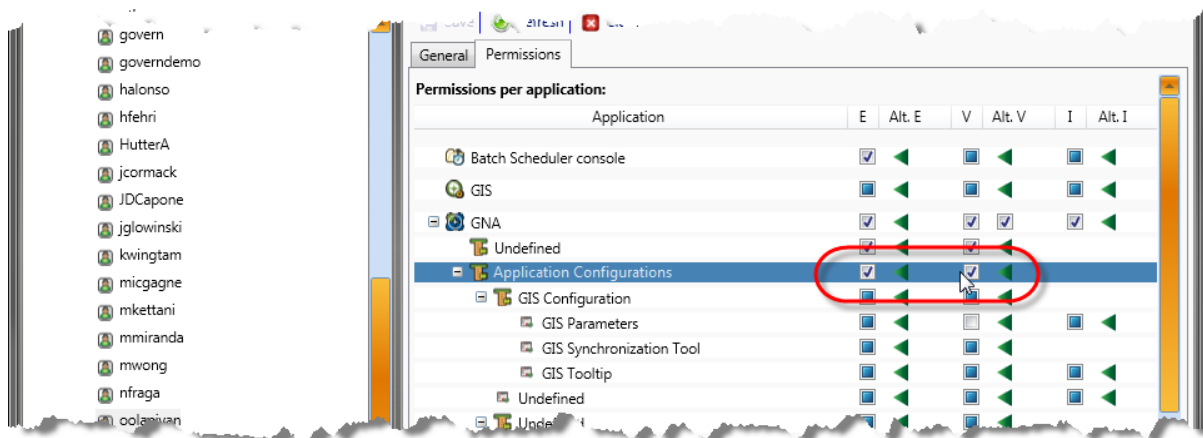 govern
governdemo
halonso
hfehri
HutterA
jcormack
JDCapone
jglowinski
kwingtam
micgagne
mkettani
mmiranda
mwong
nfraga
oolaniyan
Save
General Permissions
Permissions per application:
Application E Alt. E V Alt. V I Alt. I
Batch Scheduler console
GIS
GNA
Undefined
Application Configurations
GIS Configuration
GIS Parameters
GIS Synchronization Tool
GIS Tooltip
Undefined